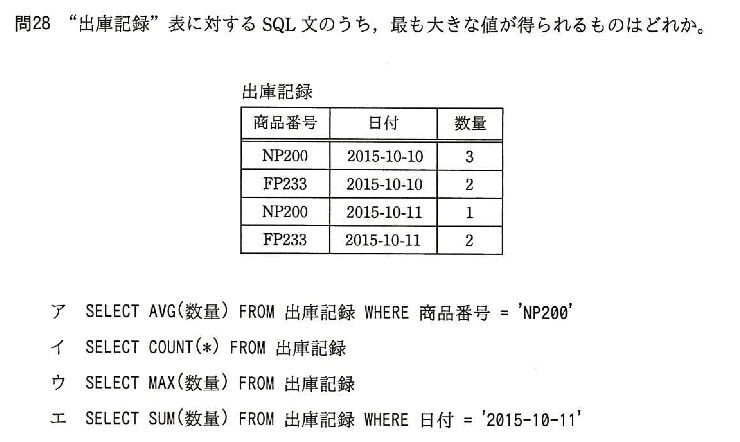 問28 “出庫記録”表に対する SQL 文のうち，最も大きな値が得られるものはどれか。
出庫記録
商品番号 日付 数量
NP200 2015-10-10 3
FP233 2015-10-10 2
NP200 2015-10-11 1
FP233 2015-10-11 2
ア SELECT AVG(数量) FROM 出庫記録 WHERE 商品番号 = 'NP200'
イ SELECT COUNT(*) FROM 出庫記録
ウ SELECT MAX(数量) FROM 出庫記録
エ SELECT SUM(数量) FROM 出庫記録 WHERE 日付 = '2015-10-11'